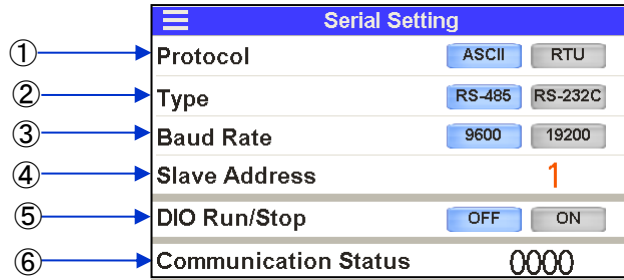 Serial Setting
① Protocol ASCII RTU
② Type RS-485 RS-232C
③ Baud Rate 9600 19200
④ Slave Address 1
⑤ DIO Run/Stop OFF ON
⑥ Communication Status 0000